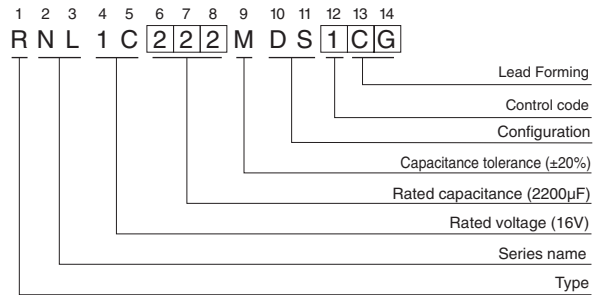 1 2 3 4 5 6 7 8 9 10 11 12 13 14
R N L 1 C 2 2 2 M D S 1 C G
Lead Forming
Control code
Configuration
Capacitance tolerance (±20%)
Rated capacitance (2200µF)
Rated voltage (16V)
Series name
Type